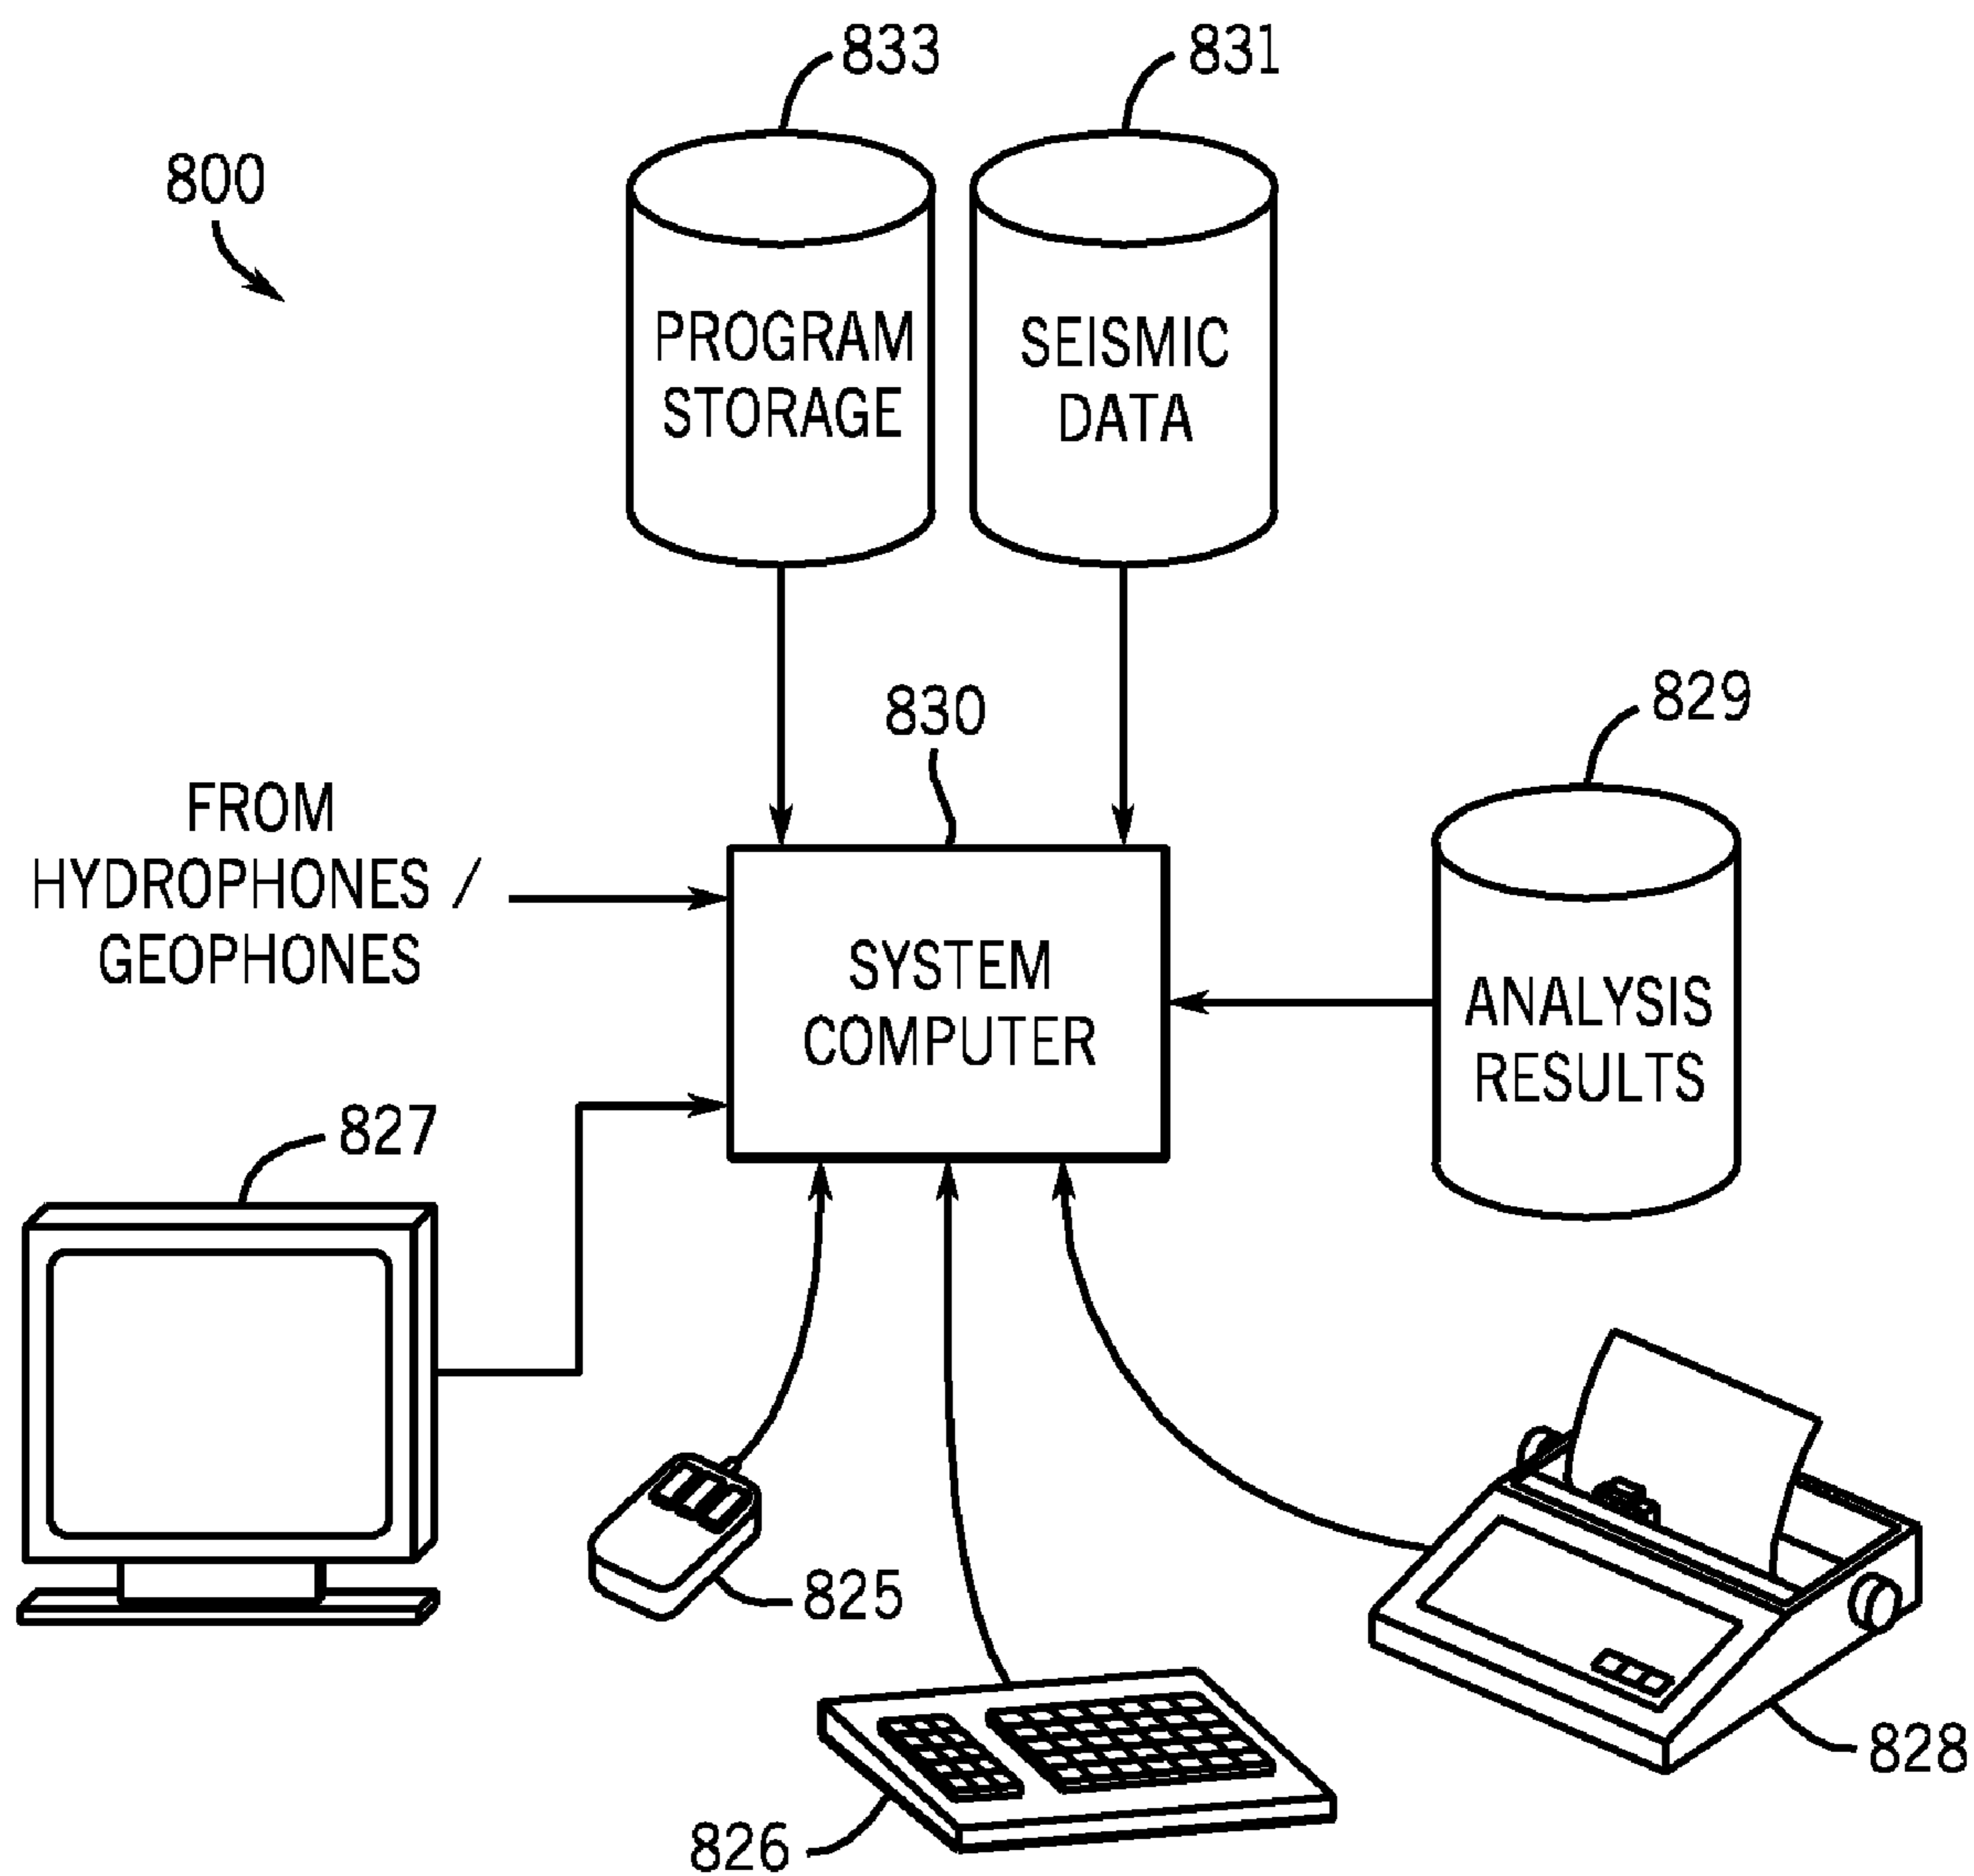 833
831
800
PROGRAM
STORAGE
SEISMIC
DATA
830
829
FROM
HYDROPHONES /
GEOPHONES
SYSTEM
COMPUTER
ANALYSIS
RESULTS
827
825
828
826